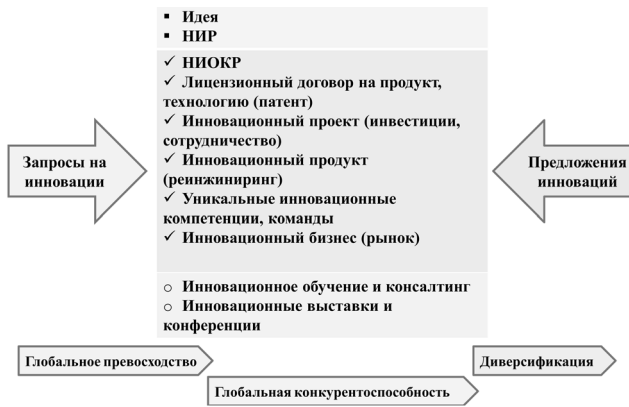 ▪ Идея
▪ НИР
✓ НИОКР
✓ Лицензионный договор на продукт,
технологию (патент)
✓ Инновационный проект (инвестиции,
сотрудничество)
✓ Инновационный продукт
(реинжиниринг)
✓ Уникальные инновационные
компетенции, команды
✓ Инновационный бизнес (рынок)
Запросы на
инновации
Предложения
инноваций
o Инновационное обучение и консалтинг
o Инновационные выставки и
конференции
Глобальное превосходство
Глобальная конкурентоспособность
Диверсификация